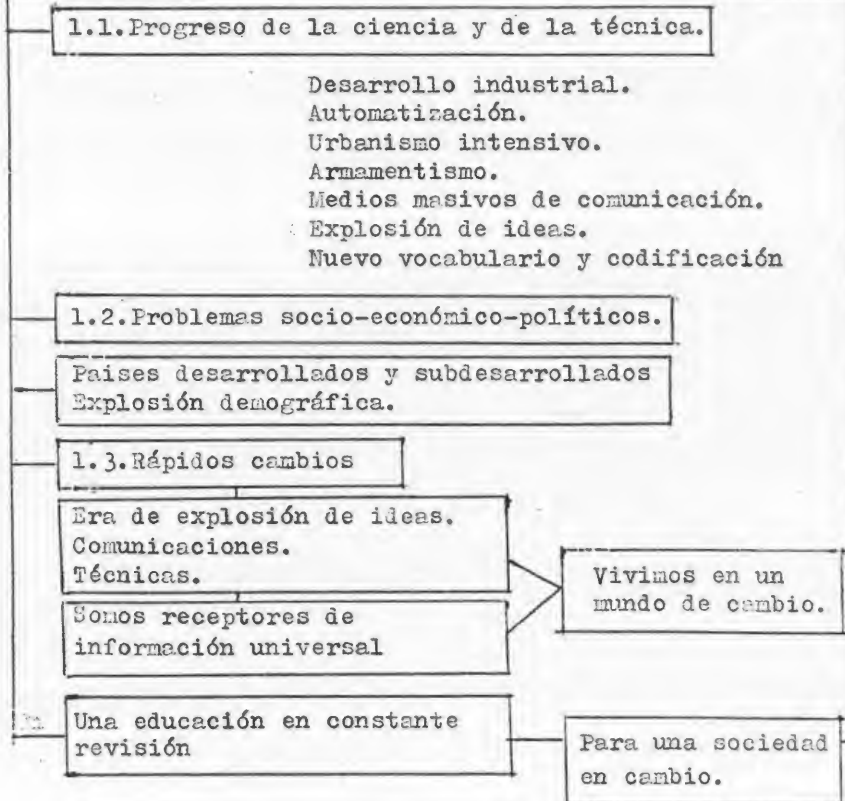 1.1.Progreso de la ciencia y de la técnica.
Desarrollo industrial.
Automatización.
Urbanismo intensivo.
Armamentismo.
Medios masivos de comunicación.
Explosión de ideas.
Nuevo vocabulario y codificación
1.2.Problemas socio-económico-políticos.
Paises desarrollados y subdesarrollados
Explosión demográfica.
1.3.Rápidos cambios
Era de explosión de ideas.
Comunicaciones.
Técnicas.
Somos receptores de
información universal
Vivimos en un
mundo de cambio.
Una educación en constante
revisión
Para una sociedad
en cambio.